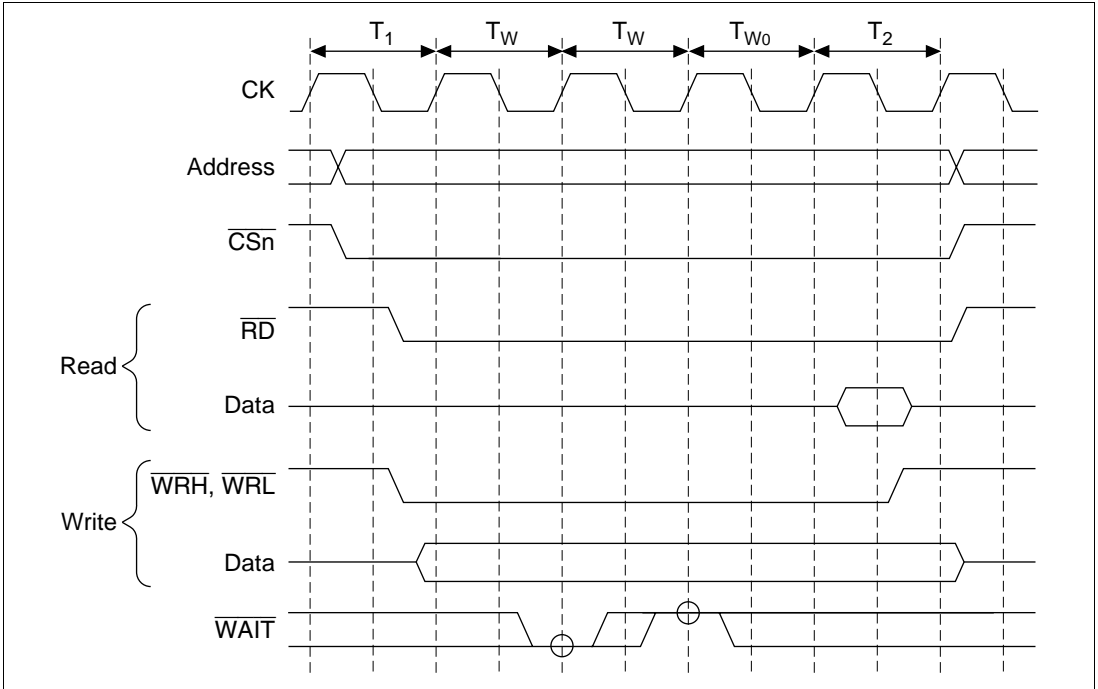 T1 TW TW TW0 T2
CK
Address
CSn
RD
Read
Data
WRH, WRL
Write
Data
WAIT